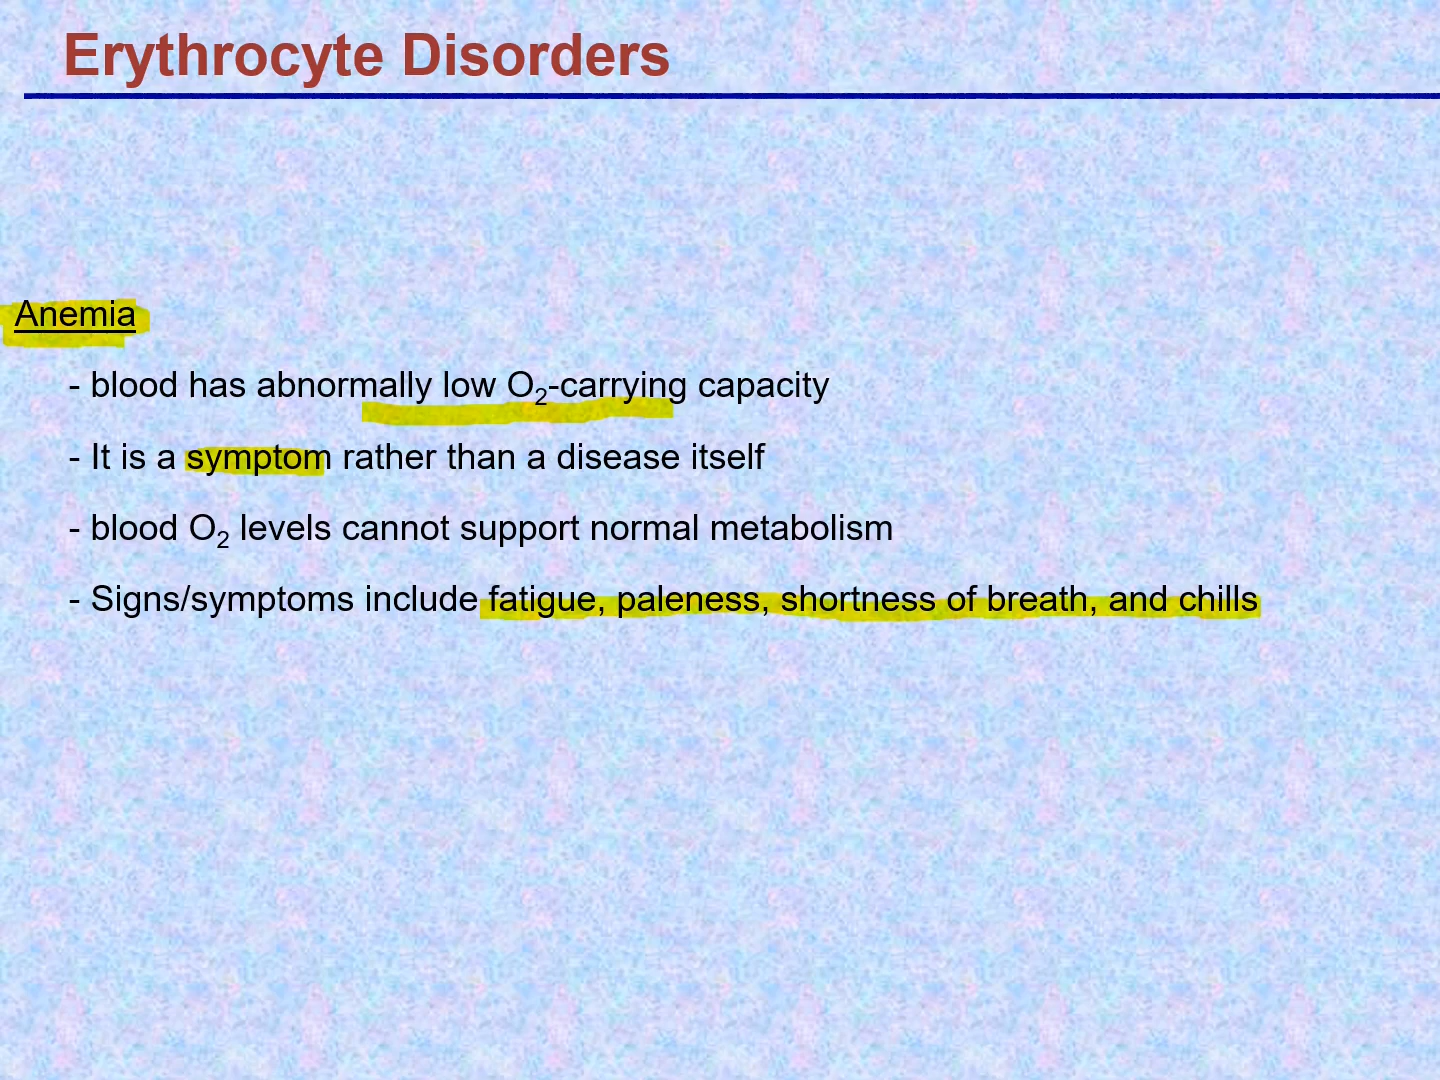 Erythrocyte Disorders
Anemia
- blood has abnormally low O₂-carrying capacity
- It is a symptom rather than a disease itself
- blood O₂ levels cannot support normal metabolism
- Signs/symptoms include fatigue, paleness, shortness of breath, and chills